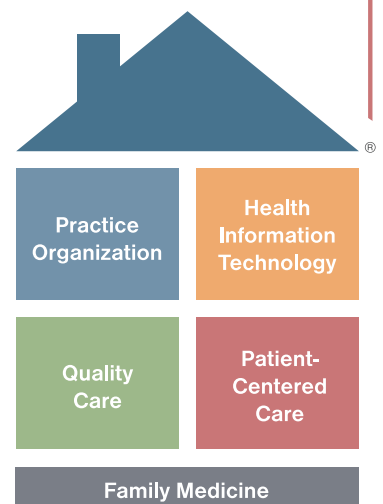 ®
Practice
Organization
Health
Information
Technology
Quality
Care
Patient-
Centered
Care
Family Medicine